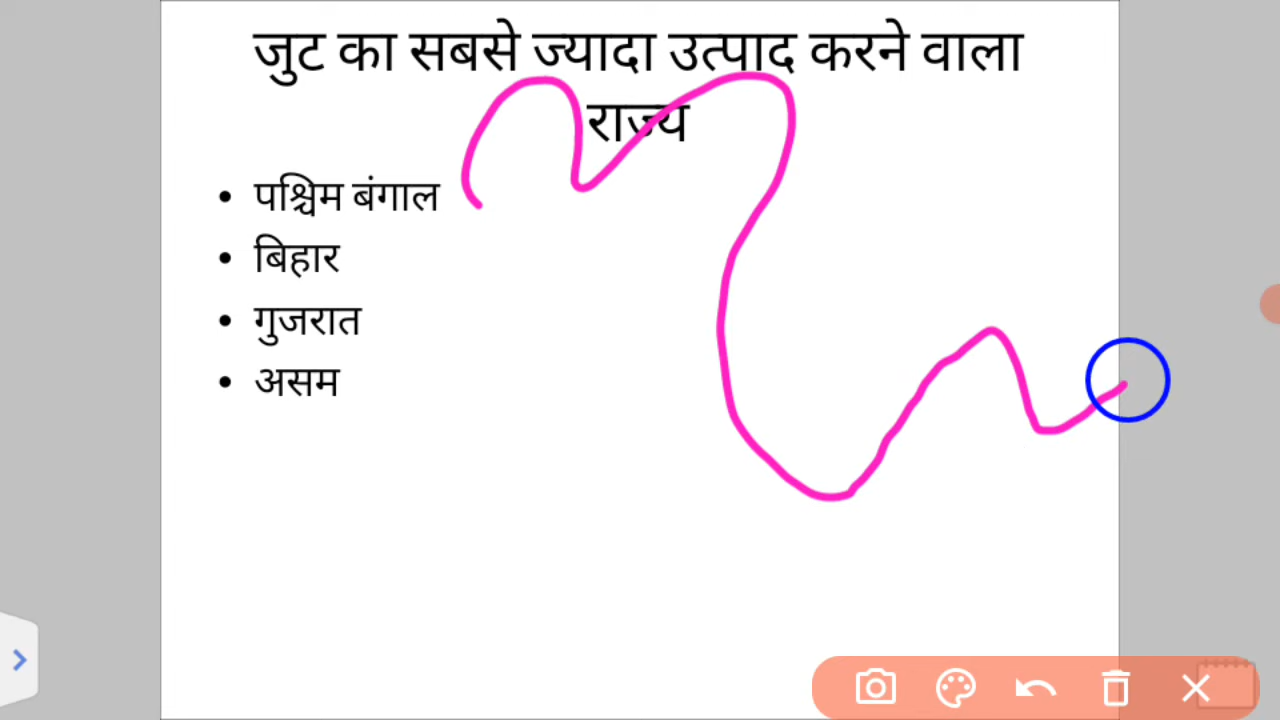 जुट का सबसे ज्यादा उत्पाद करने वाला
राज्य
• पश्चिम बंगाल
• बिहार
• गुजरात
• असम